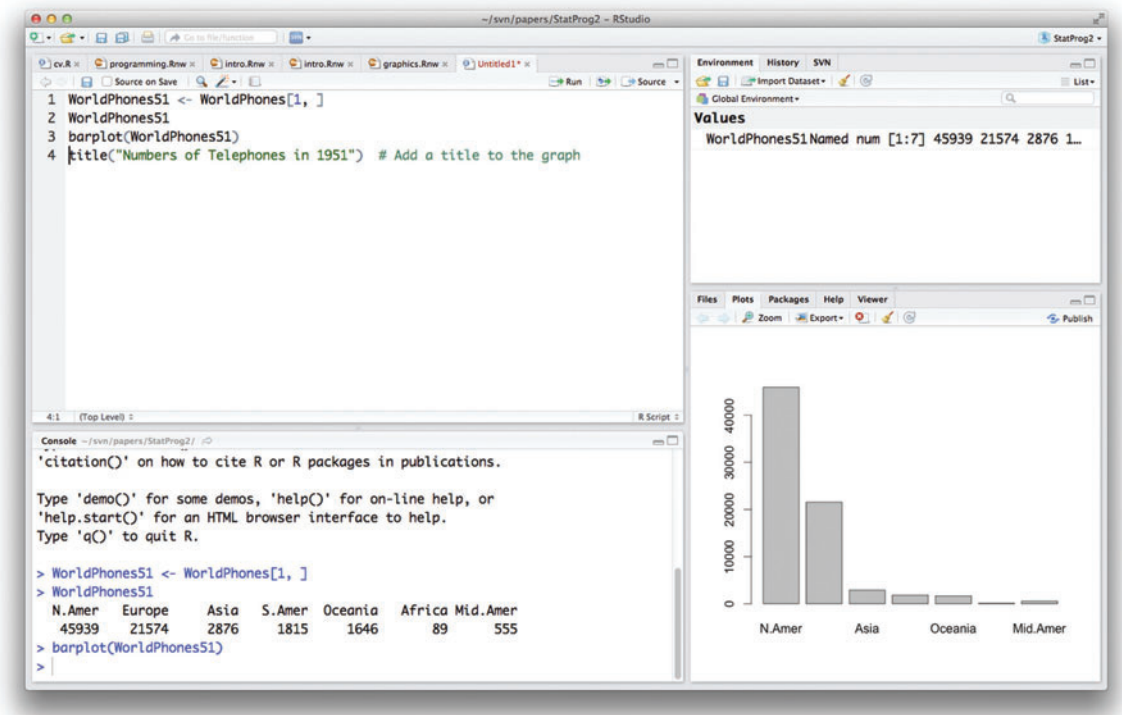 ~/svn/papers/StatProg2 - RStudio
Go to file/function
StatProg2
cv.R × programming.Rnw × intro.Rnw × intro.Rnw × graphics.Rnw × Untitled1* ×
Source on Save Run Source
1 WorldPhones51 <- WorldPhones[1, ]
2 WorldPhones51
3 barplot(WorldPhones51)
4 title("Numbers of Telephones in 1951")  # Add a title to the graph
4:1 (Top Level) R Script
Console ~/svn/papers/StatProg2/
'citation()' on how to cite R or R packages in publications.
Type 'demo()' for some demos, 'help()' for on-line help, or
'help.start()' for an HTML browser interface to help.
Type 'q()' to quit R.
> WorldPhones51 <- WorldPhones[1, ]
> WorldPhones51
N.Amer Europe Asia S.Amer Oceania Africa Mid.Amer
45939 21574 2876 1815 1646 89 555
> barplot(WorldPhones51)
>
Environment History SVN
Import Dataset List
Global Environment
Values
WorldPhones51 Named num [1:7] 45939 21574 2876 1…
Files Plots Packages Help Viewer
Zoom Export Publish
40000
30000
20000
10000
0
N.Amer Asia Oceania Mid.Amer